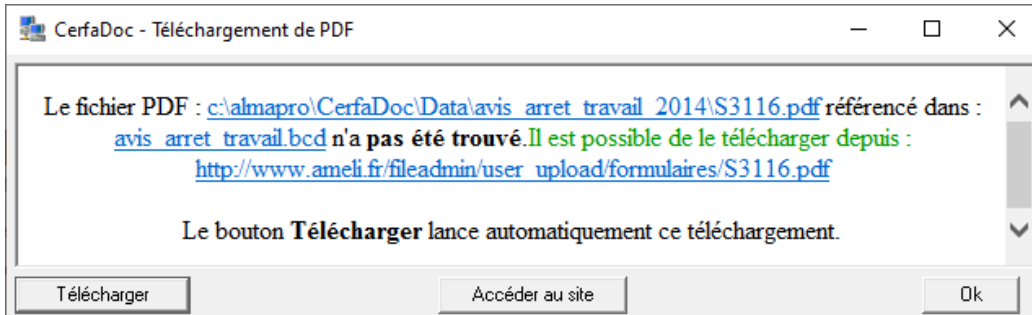 CerfaDoc - Téléchargement de PDF
Le fichier PDF : c:\almapro\CerfaDoc\Data\avis_arret_travail_2014\S3116.pdf référencé dans :
avis_arret_travail.bcd n'a pas été trouvé.Il est possible de le télécharger depuis :
http://www.ameli.fr/fileadmin/user_upload/formulaires/S3116.pdf
Le bouton Télécharger lance automatiquement ce téléchargement.
Télécharger
Accéder au site
Ok